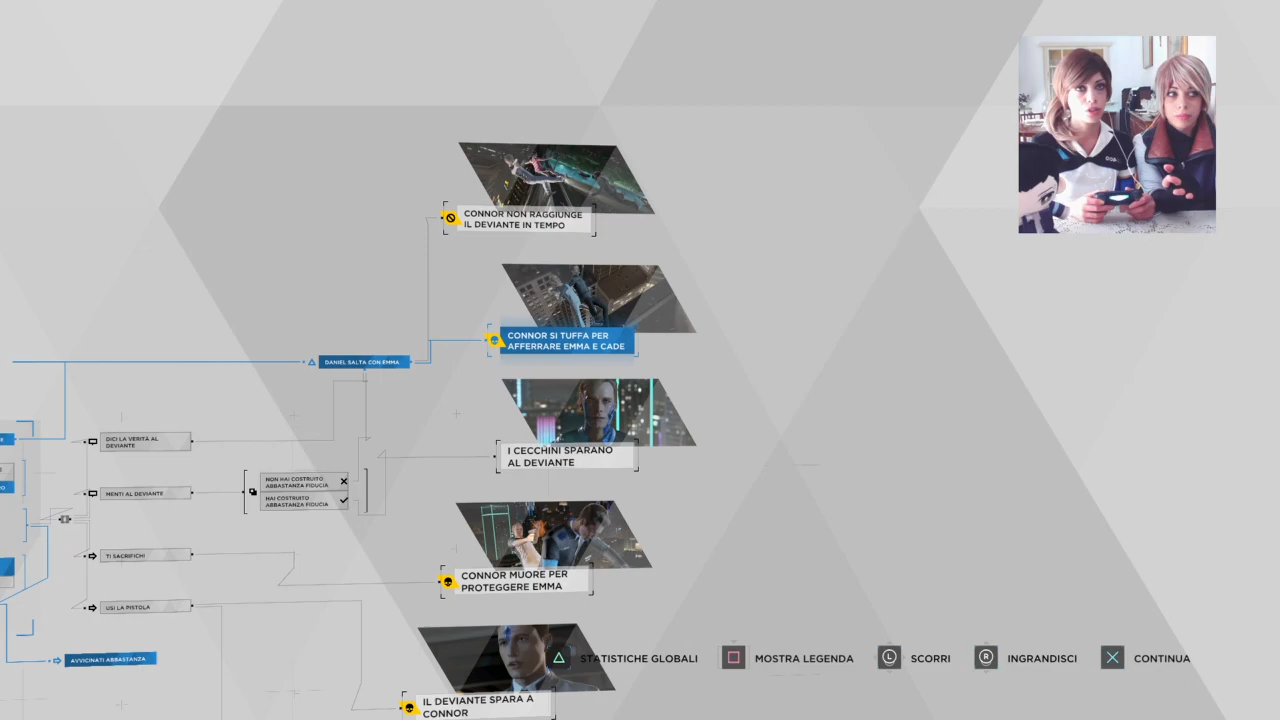 CONNOR NON RAGGIUNGE
IL DEVIANTE IN TEMPO
CONNOR SI TUFFA PER
AFFERRARE EMMA E CADE
DANIEL SALTA CON EMMA
I CECCHINI SPARANO
AL DEVIANTE
DICI LA VERITÀ AL
DEVIANTE
NON HAI COSTRUITO
ABBASTANZA FIDUCIA
MENTI AL DEVIANTE
HAI COSTRUITO
ABBASTANZA FIDUCIA
TI SACRIFICHI
CONNOR MUORE PER
PROTEGGERE EMMA
USI LA PISTOLA
AVVICINATI ABBASTANZA
IL DEVIANTE SPARA A
CONNOR
STATISTICHE GLOBALI
MOSTRA LEGENDA
L
SCORRI
R
INGRANDISCI
CONTINUA